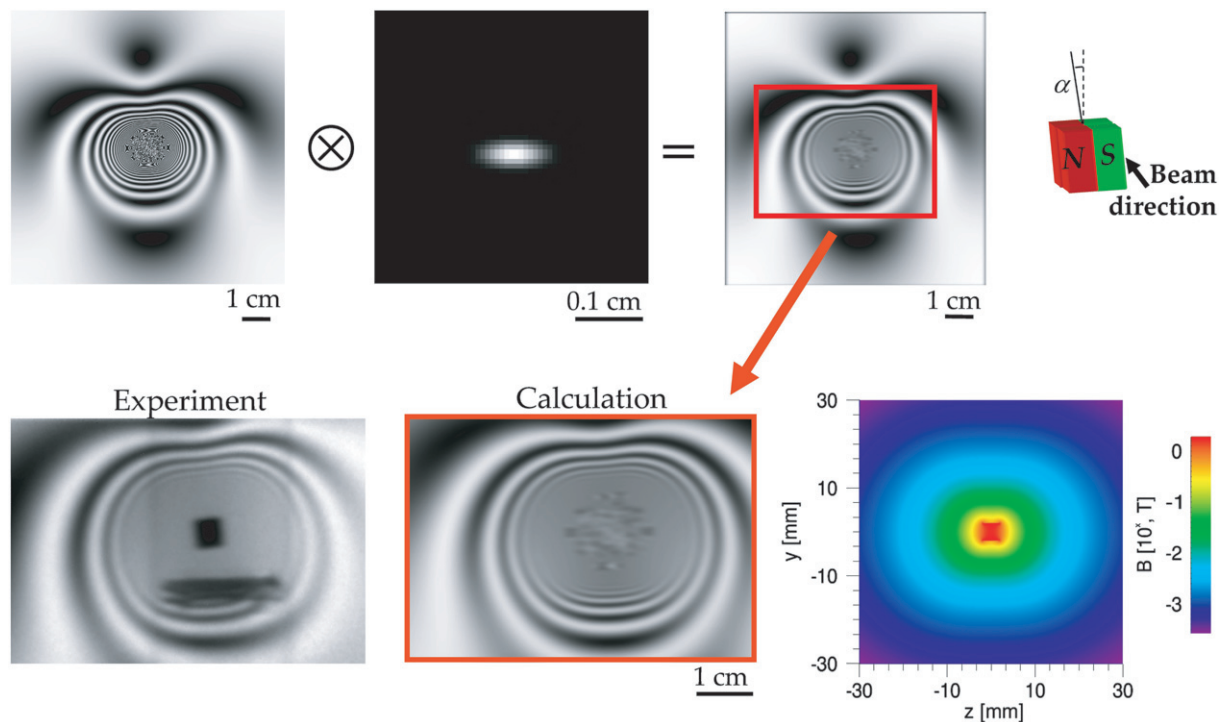 α
N
S
Beam
direction
=
1 cm
0.1 cm
1 cm
Experiment
Calculation
1 cm
30
10
-10
-30
y [mm]
-30
-10
10
30
z [mm]
0
-1
-2
-3
B [10ˣ, T]